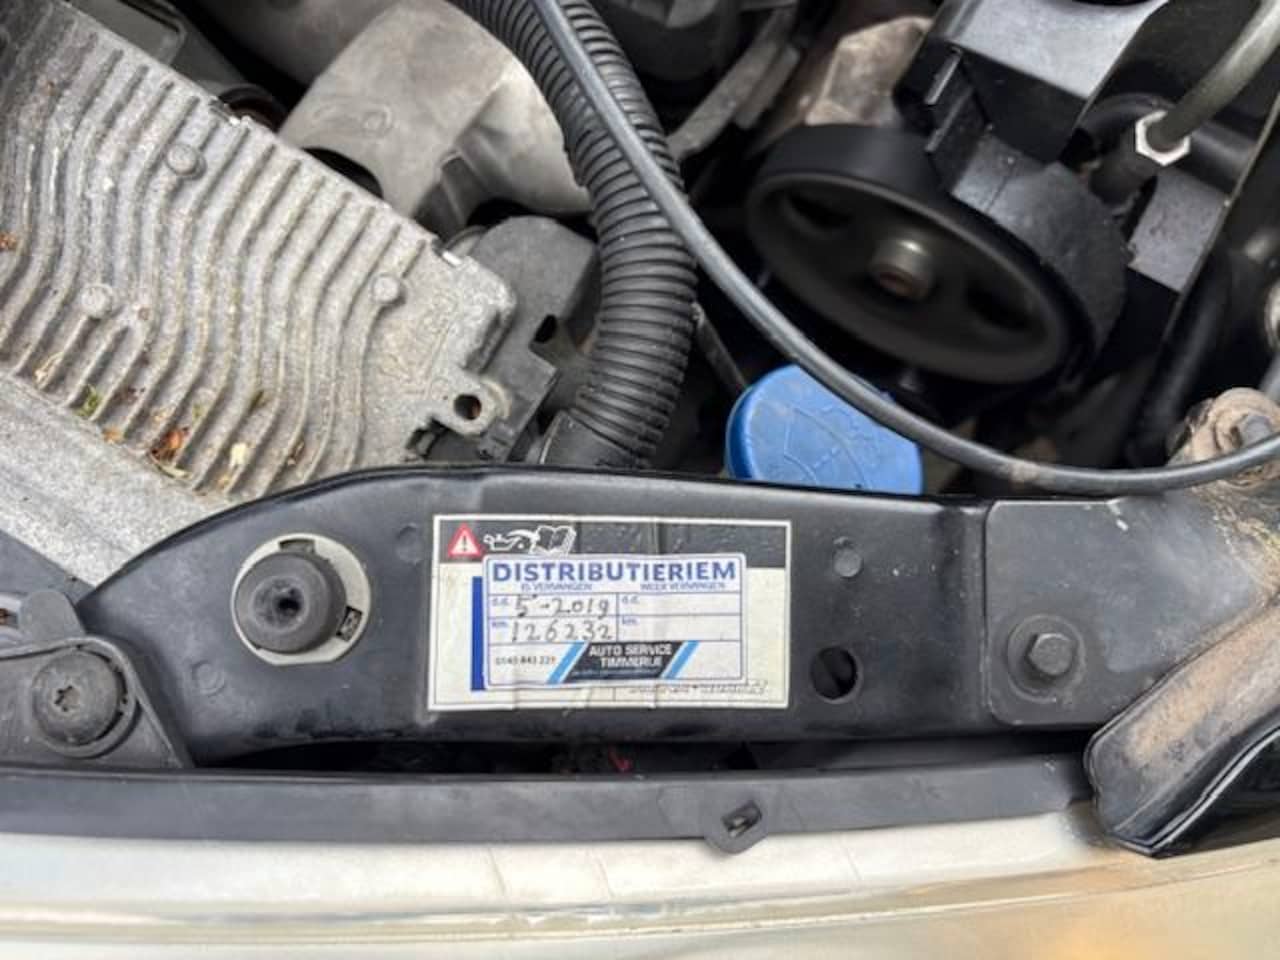 DISTRIBUTIERIEM
IS VERVANGEN WEER VERVANGEN
d.d. 5-2019 d.d.
km. 126232 km.
AUTO SERVICE
TIMMERIJE